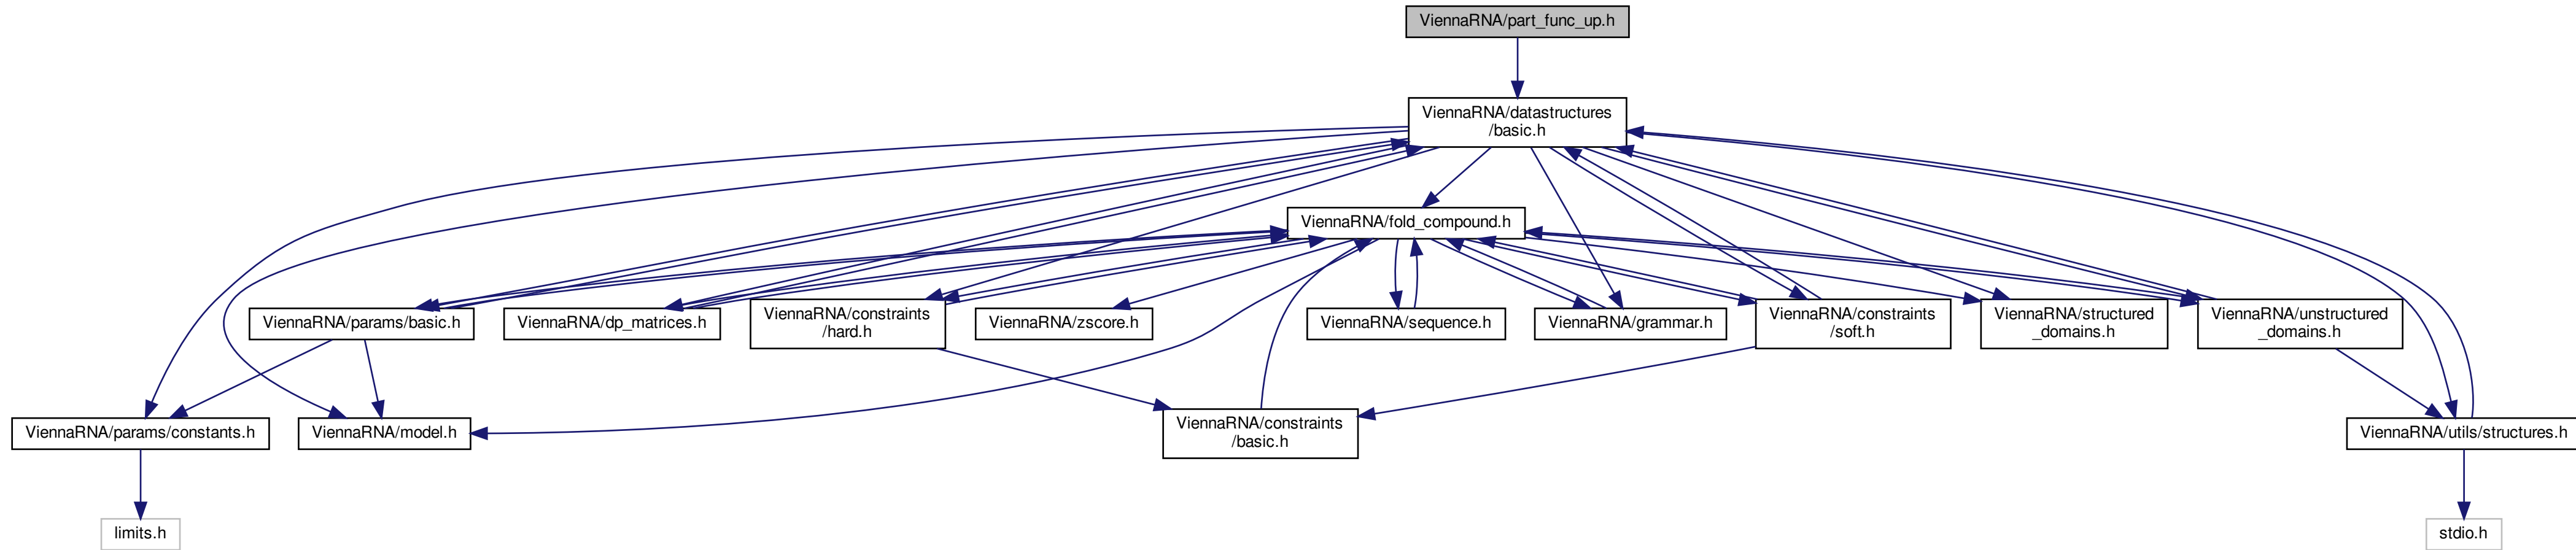 ViennaRNA/part_func_up.h
ViennaRNA/datastructures
/basic.h
ViennaRNA/fold_compound.h
ViennaRNA/params/basic.h
ViennaRNA/dp_matrices.h
ViennaRNA/constraints
/hard.h
ViennaRNA/zscore.h
ViennaRNA/sequence.h
ViennaRNA/grammar.h
ViennaRNA/constraints
/soft.h
ViennaRNA/structured
_domains.h
ViennaRNA/unstructured
_domains.h
ViennaRNA/params/constants.h
ViennaRNA/model.h
ViennaRNA/constraints
/basic.h
ViennaRNA/utils/structures.h
limits.h
stdio.h